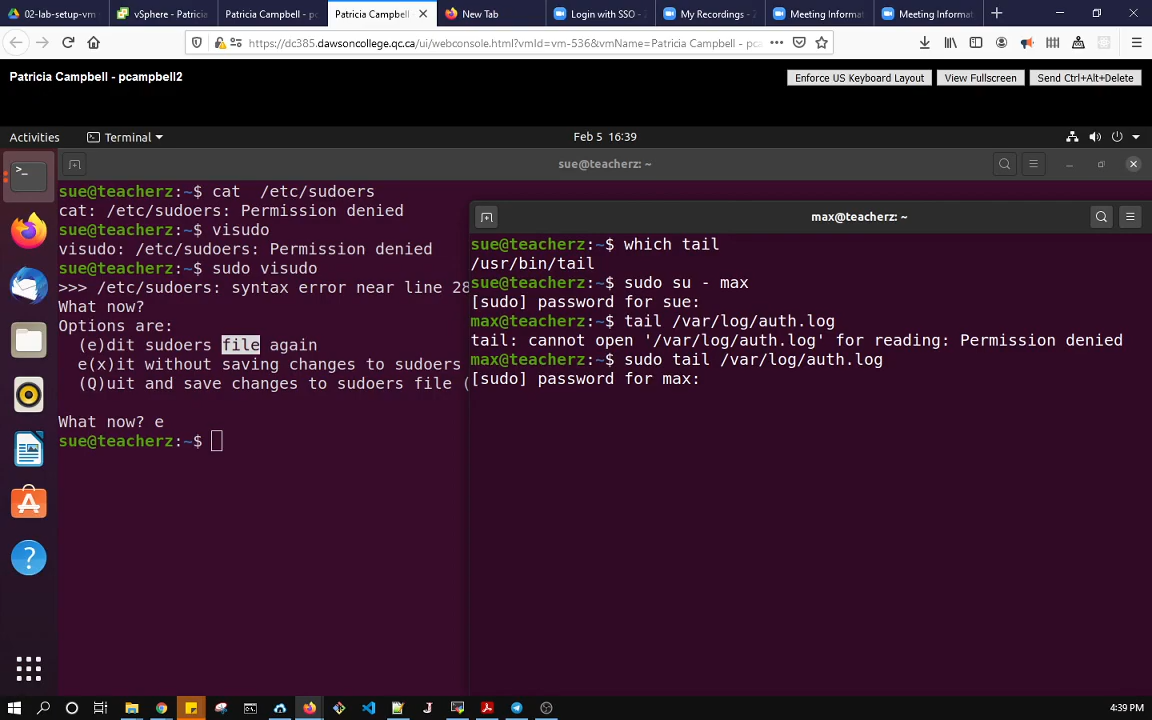 02-lab-setup-vm
vSphere - Patricia
Patricia Campbell - pc
Patricia Campbell
New Tab
Login with SSO - Z
My Recordings - Z
Meeting Informat
Meeting Informat
https://dc385.dawsoncollege.qc.ca/ui/webconsole.html?vmId=vm-536&vmName=Patricia Campbell - pc
Patricia Campbell - pcampbell2
Enforce US Keyboard Layout
View Fullscreen
Send Ctrl+Alt+Delete
Activities
Terminal
Feb 5 16:39
sue@teacherz: ~
sue@teacherz:~$ cat  /etc/sudoers
cat: /etc/sudoers: Permission denied
sue@teacherz:~$ visudo
visudo: /etc/sudoers: Permission denied
sue@teacherz:~$ sudo visudo
>>> /etc/sudoers: syntax error near line 28
What now?
Options are:
(e)dit sudoers file again
e(x)it without saving changes to sudoers
(Q)uit and save changes to sudoers file (
What now? e
sue@teacherz:~$
max@teacherz: ~
sue@teacherz:~$ which tail
/usr/bin/tail
sue@teacherz:~$ sudo su - max
[sudo] password for sue:
max@teacherz:~$ tail /var/log/auth.log
tail: cannot open '/var/log/auth.log' for reading: Permission denied
max@teacherz:~$ sudo tail /var/log/auth.log
[sudo] password for max:
4:39 PM